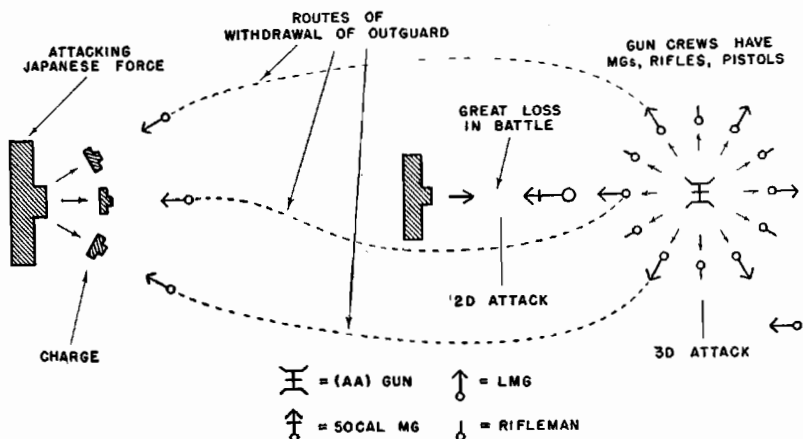 ROUTES OF
WITHDRAWAL OF OUTGUARD
ATTACKING
JAPANESE FORCE
GUN CREWS HAVE
MGs, RIFLES, PISTOLS
GREAT LOSS
IN BATTLE
'2D ATTACK
CHARGE
3D ATTACK
= (AA) GUN
= LMG
= 50CAL MG
= RIFLEMAN